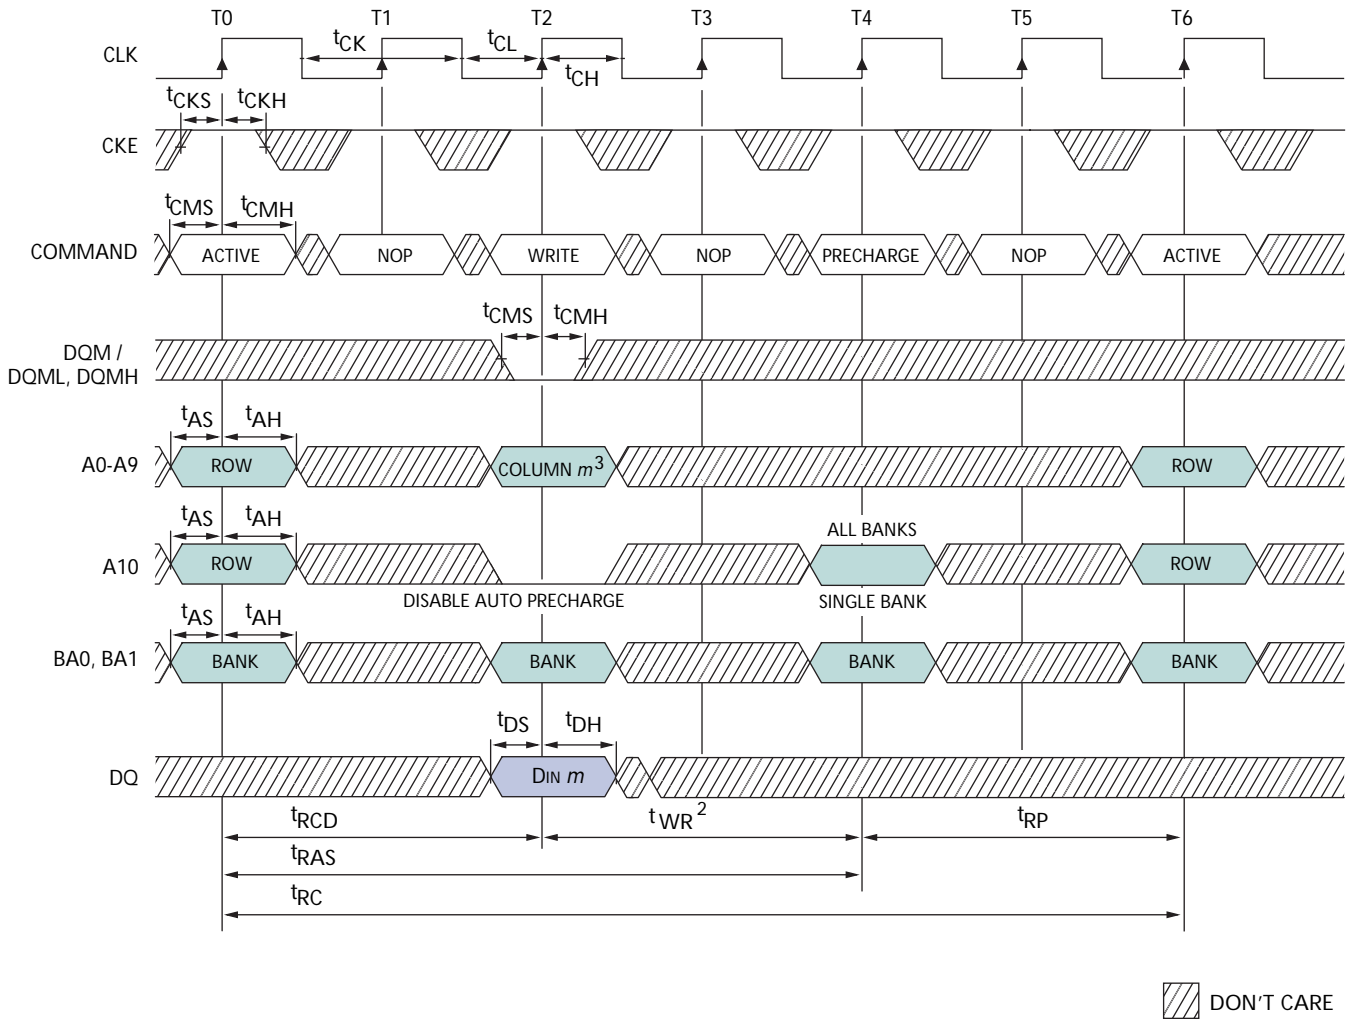 T0 T1 T2 T3 T4 T5 T6
CLK
tCK tCL
tCH
tCKS tCKH
CKE
tCMS tCMH
COMMAND ACTIVE NOP WRITE NOP PRECHARGE NOP ACTIVE
tCMS tCMH
DQM /
DQML, DQMH
tAS tAH
A0-A9 ROW COLUMN m3 ROW
tAS tAH ALL BANKS
A10 ROW ROW
DISABLE AUTO PRECHARGE SINGLE BANK
tAS tAH
BA0, BA1 BANK BANK BANK BANK
tDS tDH
DQ DIN m
tRCD tWR 2 tRP
tRAS
tRC
DON'T CARE